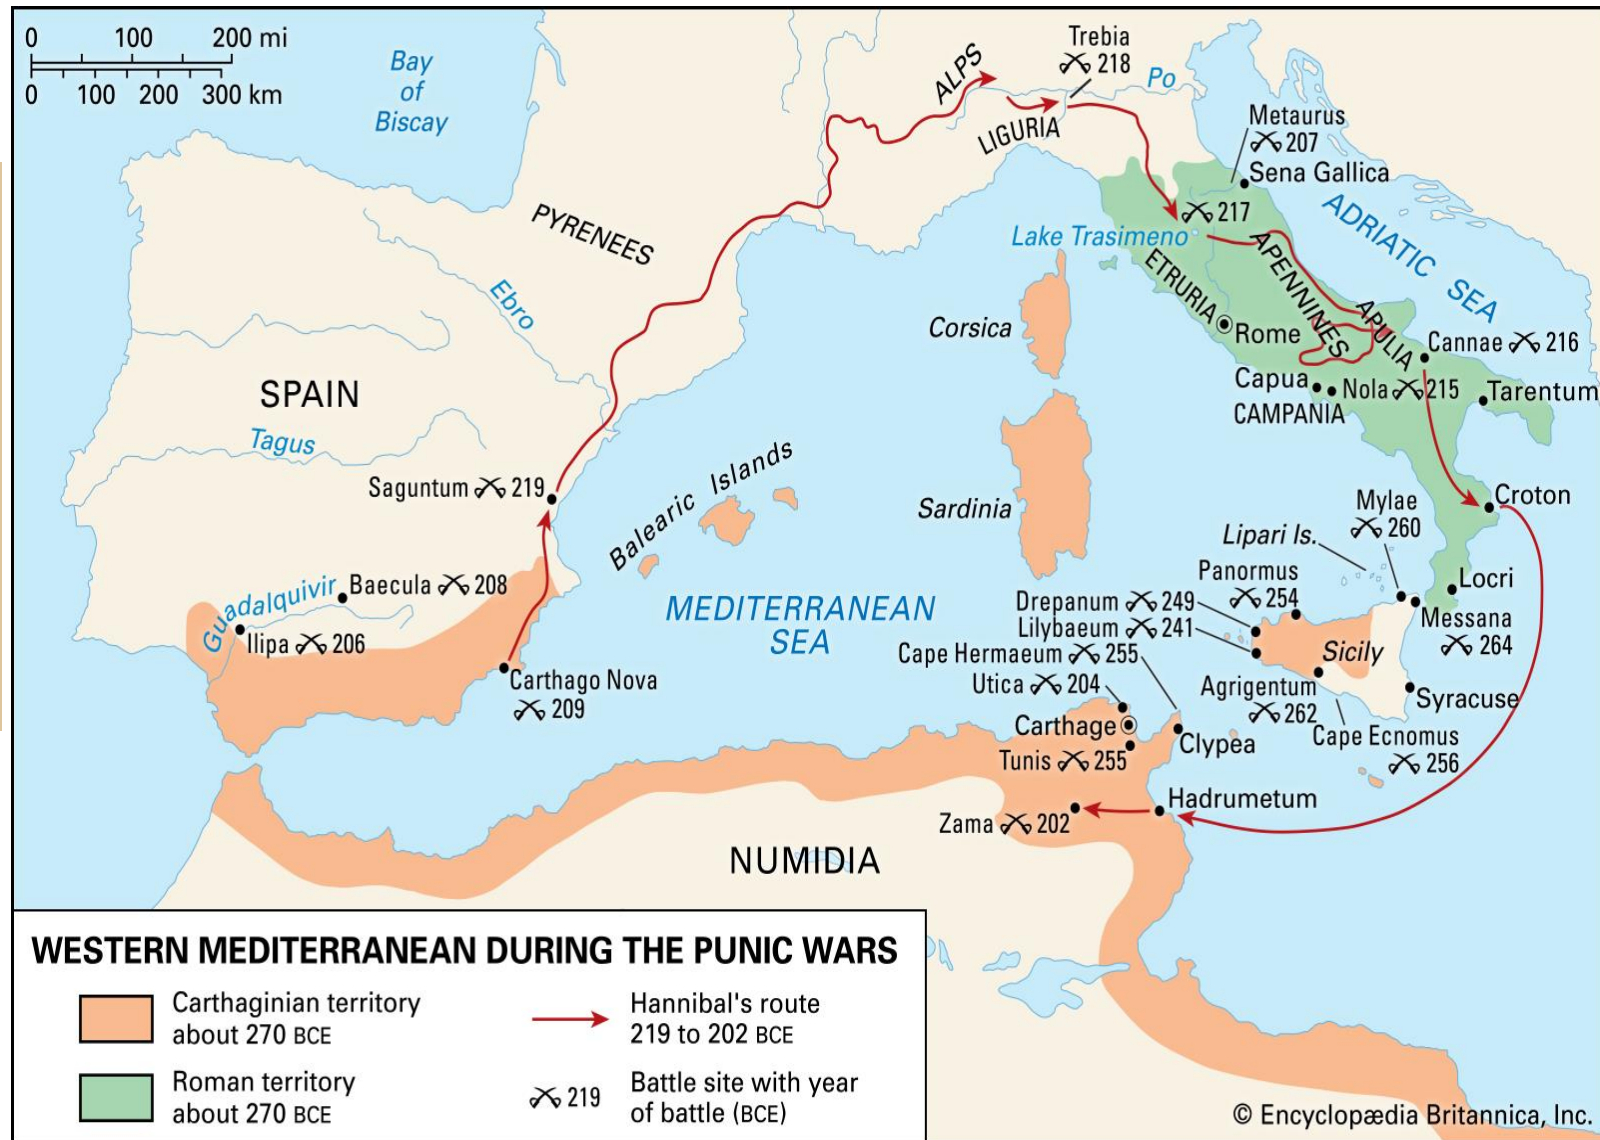 0 100 200 mi
0 100 200 300 km
Bay
of
Biscay
ALPS
Trebia
218
Po
LIGURIA
Metaurus
207
Sena Gallica
PYRENEES
217
Lake Trasimeno
ADRIATIC SEA
Ebro
ETRURIA
APENNINES
Corsica
Rome
APULIA
Cannae 216
SPAIN
Capua
Nola 215
Tarentum
CAMPANIA
Tagus
Saguntum 219
Balearic Islands
Sardinia
Croton
Mylae
260
Lipari Is.
Guadalquivir
Baecula 208
Ilipa 206
MEDITERRANEAN
SEA
Panormus
254
Locri
Drepanum 249
Lilybaeum 241
Messana
264
Sicily
Cape Hermaeum 255
Utica 204
Carthago Nova
209
Agrigentum
262
Syracuse
Carthage
Clypea
Cape Ecnomus
256
Tunis 255
Hadrumetum
Zama 202
NUMIDIA
WESTERN MEDITERRANEAN DURING THE PUNIC WARS
Carthaginian territory
about 270 BCE
Hannibal's route
219 to 202 BCE
Roman territory
about 270 BCE
219
Battle site with year
of battle (BCE)
© Encyclopædia Britannica, Inc.